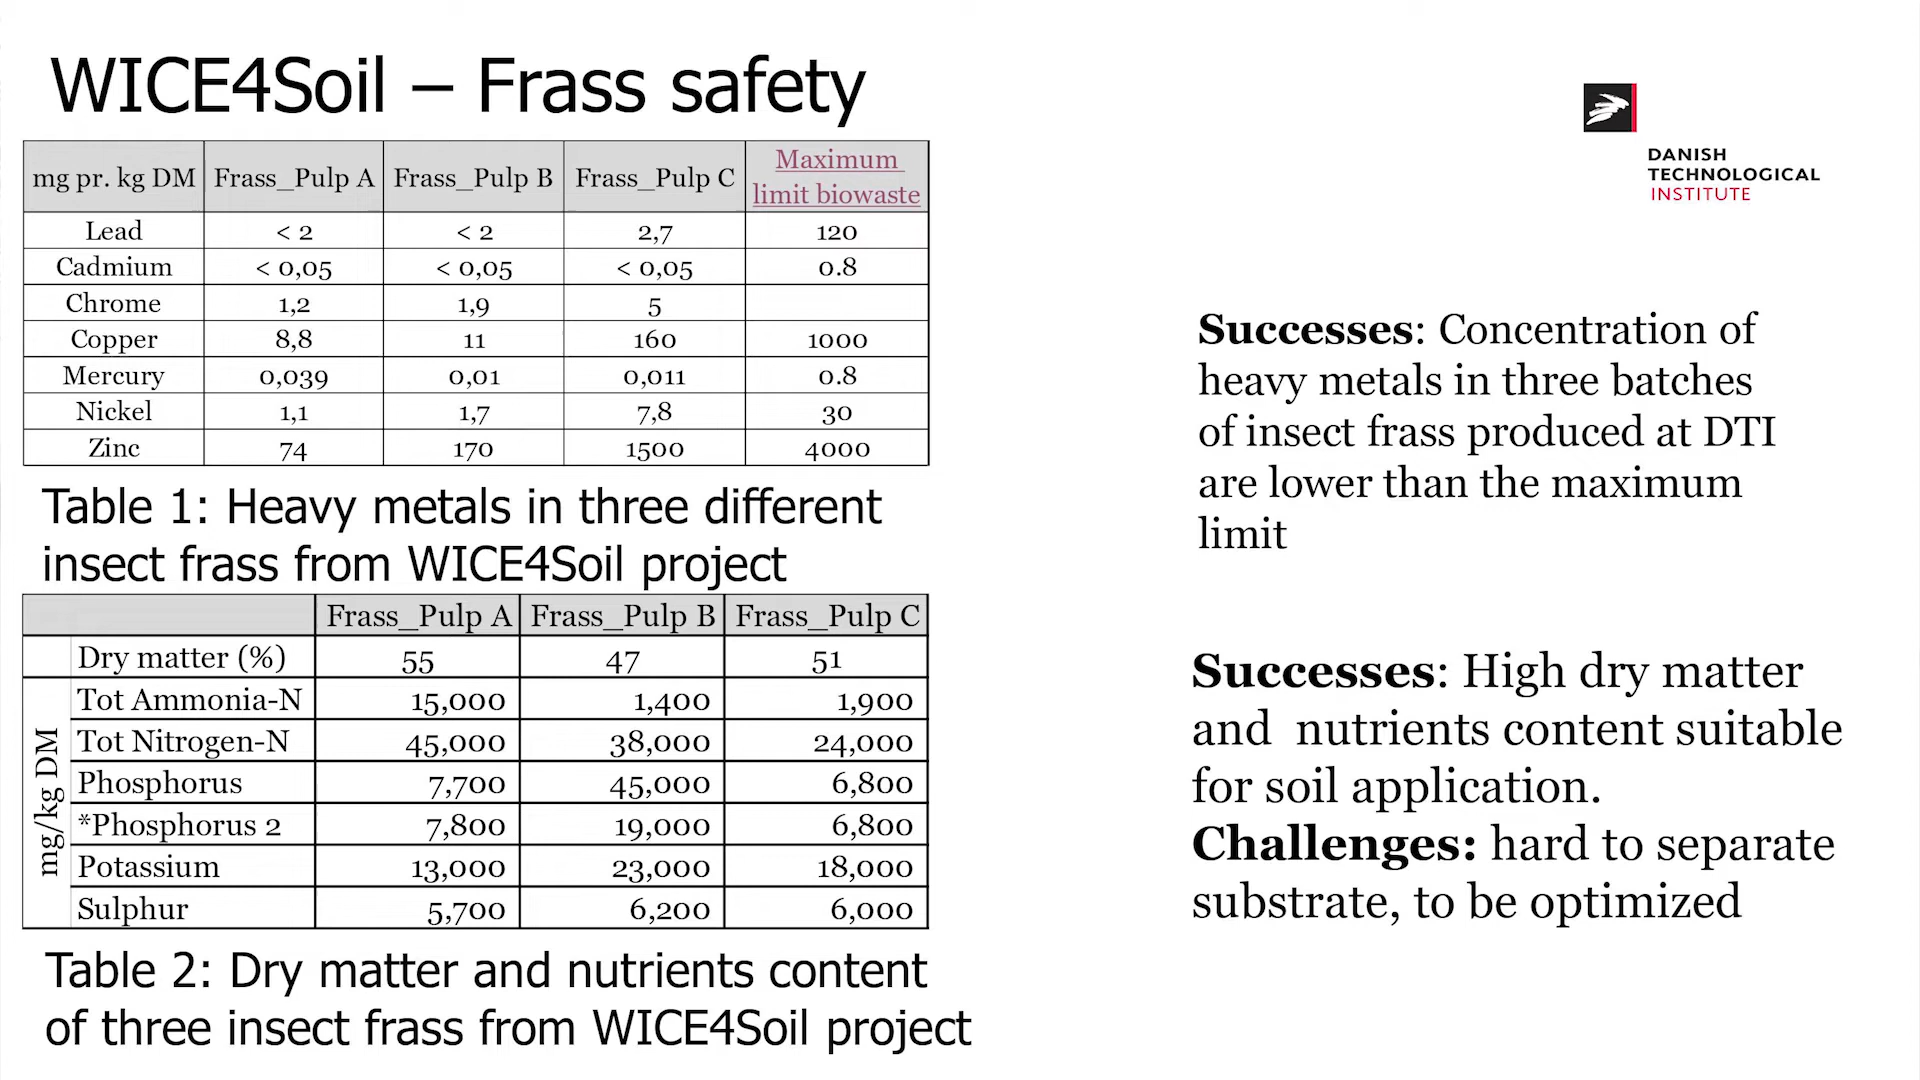 WICE4Soil – Frass safety
DANISH
TECHNOLOGICAL
INSTITUTE
mg pr. kg DM Frass_Pulp A Frass_Pulp B Frass_Pulp C Maximum limit biowaste
Lead < 2 < 2 2,7 120
Cadmium < 0,05 < 0,05 < 0,05 0.8
Chrome 1,2 1,9 5
Copper 8,8 11 160 1000
Mercury 0,039 0,01 0,011 0.8
Nickel 1,1 1,7 7,8 30
Zinc 74 170 1500 4000
Table 1: Heavy metals in three different
insect frass from WICE4Soil project
Successes: Concentration of
heavy metals in three batches
of insect frass produced at DTI
are lower than the maximum
limit
Frass_Pulp A Frass_Pulp B Frass_Pulp C
Dry matter (%) 55 47 51
mg/kg DM
Tot Ammonia-N 15,000 1,400 1,900
Tot Nitrogen-N 45,000 38,000 24,000
Phosphorus 7,700 45,000 6,800
*Phosphorus 2 7,800 19,000 6,800
Potassium 13,000 23,000 18,000
Sulphur 5,700 6,200 6,000
Table 2: Dry matter and nutrients content
of three insect frass from WICE4Soil project
Successes: High dry matter
and nutrients content suitable
for soil application.
Challenges: hard to separate
substrate, to be optimized